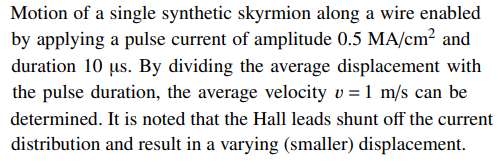 Motion of a single synthetic skyrmion along a wire enabled
by applying a pulse current of amplitude 0.5 MA/cm² and
duration 10 μs. By dividing the average displacement with
the pulse duration, the average velocity v = 1 m/s can be
determined. It is noted that the Hall leads shunt off the current
distribution and result in a varying (smaller) displacement.